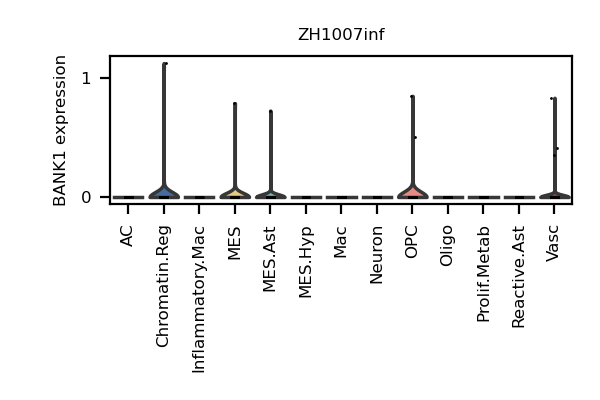 ZH1007inf
BANK1 expression
1
0
AC
Chromatin.Reg
Inflammatory.Mac
MES
MES.Ast
MES.Hyp
Mac
Neuron
OPC
Oligo
Prolif.Metab
Reactive.Ast
Vasc